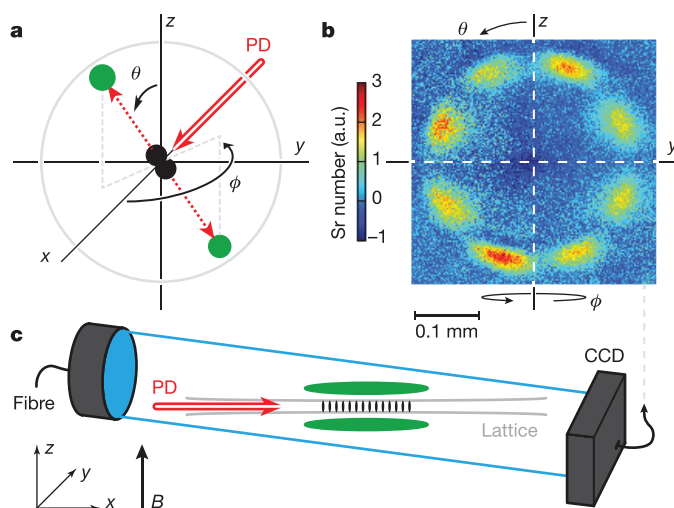 a
z
PD
θ
y
ϕ
x
b
θ
z
3
2
1
0
−1
Sr number (a.u.)
y
ϕ
0.1 mm
c
CCD
PD
Fibre
Lattice
z
y
x
B